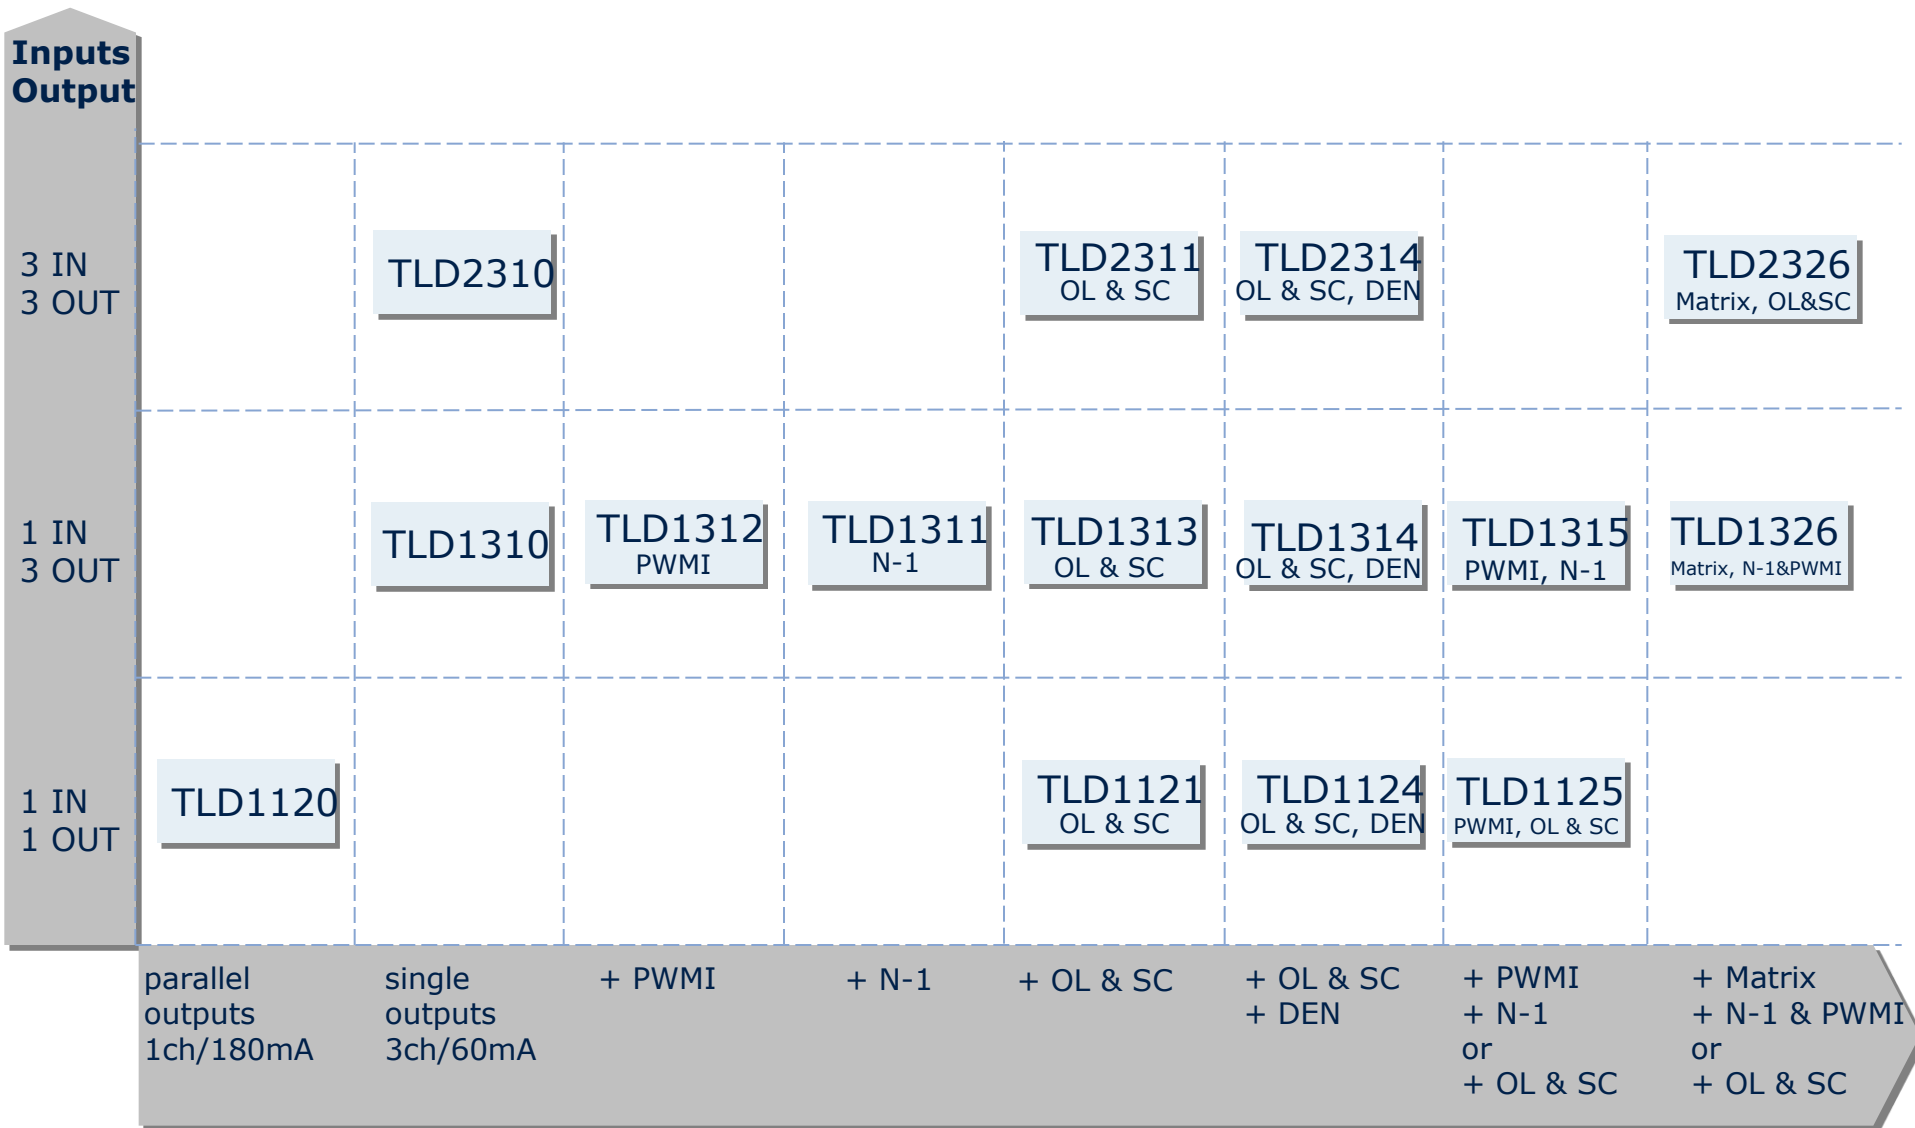 Inputs
Output
3 IN
3 OUT
TLD2310
TLD2311
OL & SC
TLD2314
OL & SC, DEN
TLD2326
Matrix, OL&SC
1 IN
3 OUT
TLD1310
TLD1312
PWMI
TLD1311
N-1
TLD1313
OL & SC
TLD1314
OL & SC, DEN
TLD1315
PWMI, N-1
TLD1326
Matrix, N-1&PWMI
1 IN
1 OUT
TLD1120
TLD1121
OL & SC
TLD1124
OL & SC, DEN
TLD1125
PWMI, OL & SC
parallel
outputs
1ch/180mA
single
outputs
3ch/60mA
+ PWMI
+ N-1
+ OL & SC
+ OL & SC
+ DEN
+ PWMI
+ N-1
or
+ OL & SC
+ Matrix
+ N-1 & PWMI
or
+ OL & SC